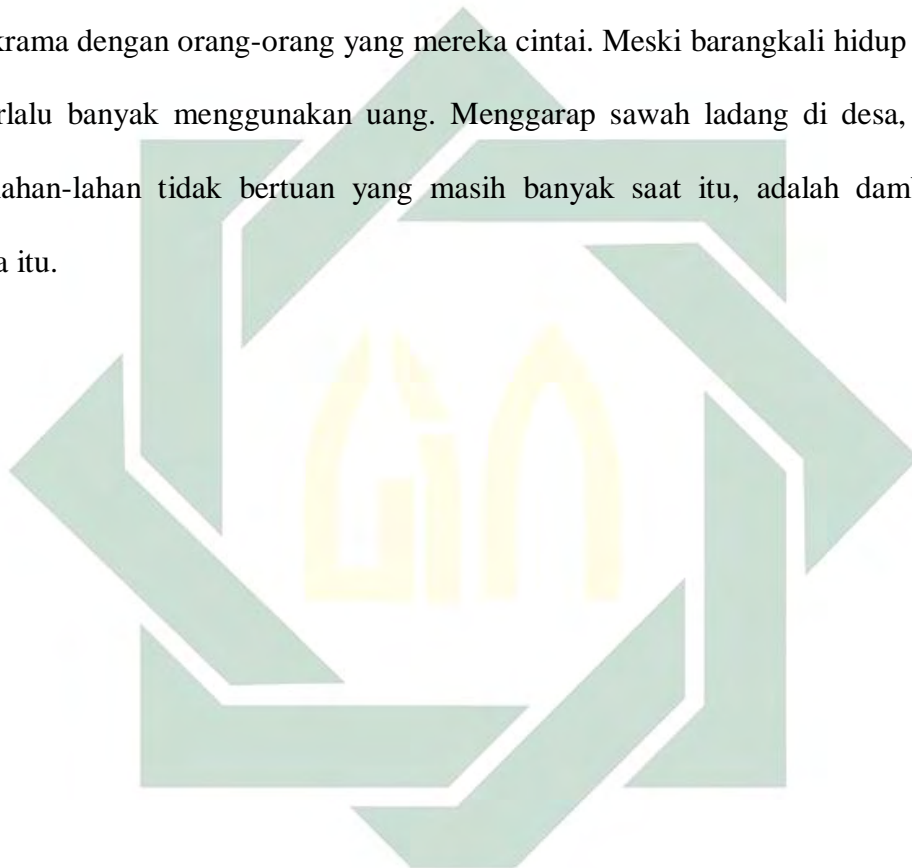 krama dengan orang-orang yang mereka cintai. Meski barangkali hidup
rlalu banyak menggunakan uang. Menggarap sawah ladang di desa,
lahan-lahan tidak bertuan yang masih banyak saat itu, adalah damb
a itu.